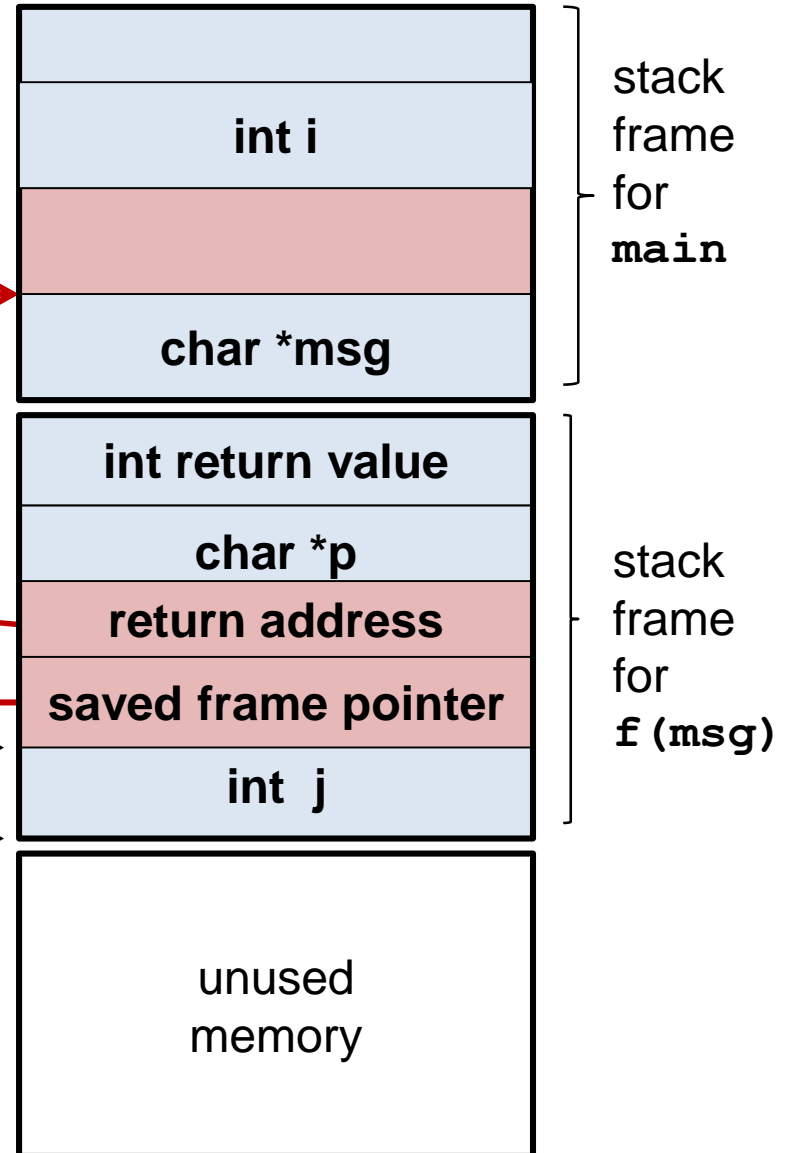 int i
char *msg
stack
frame
for
main
int return value
char *p
return address
saved frame pointer
int  j
stack
frame
for
f(msg)
unused
memory